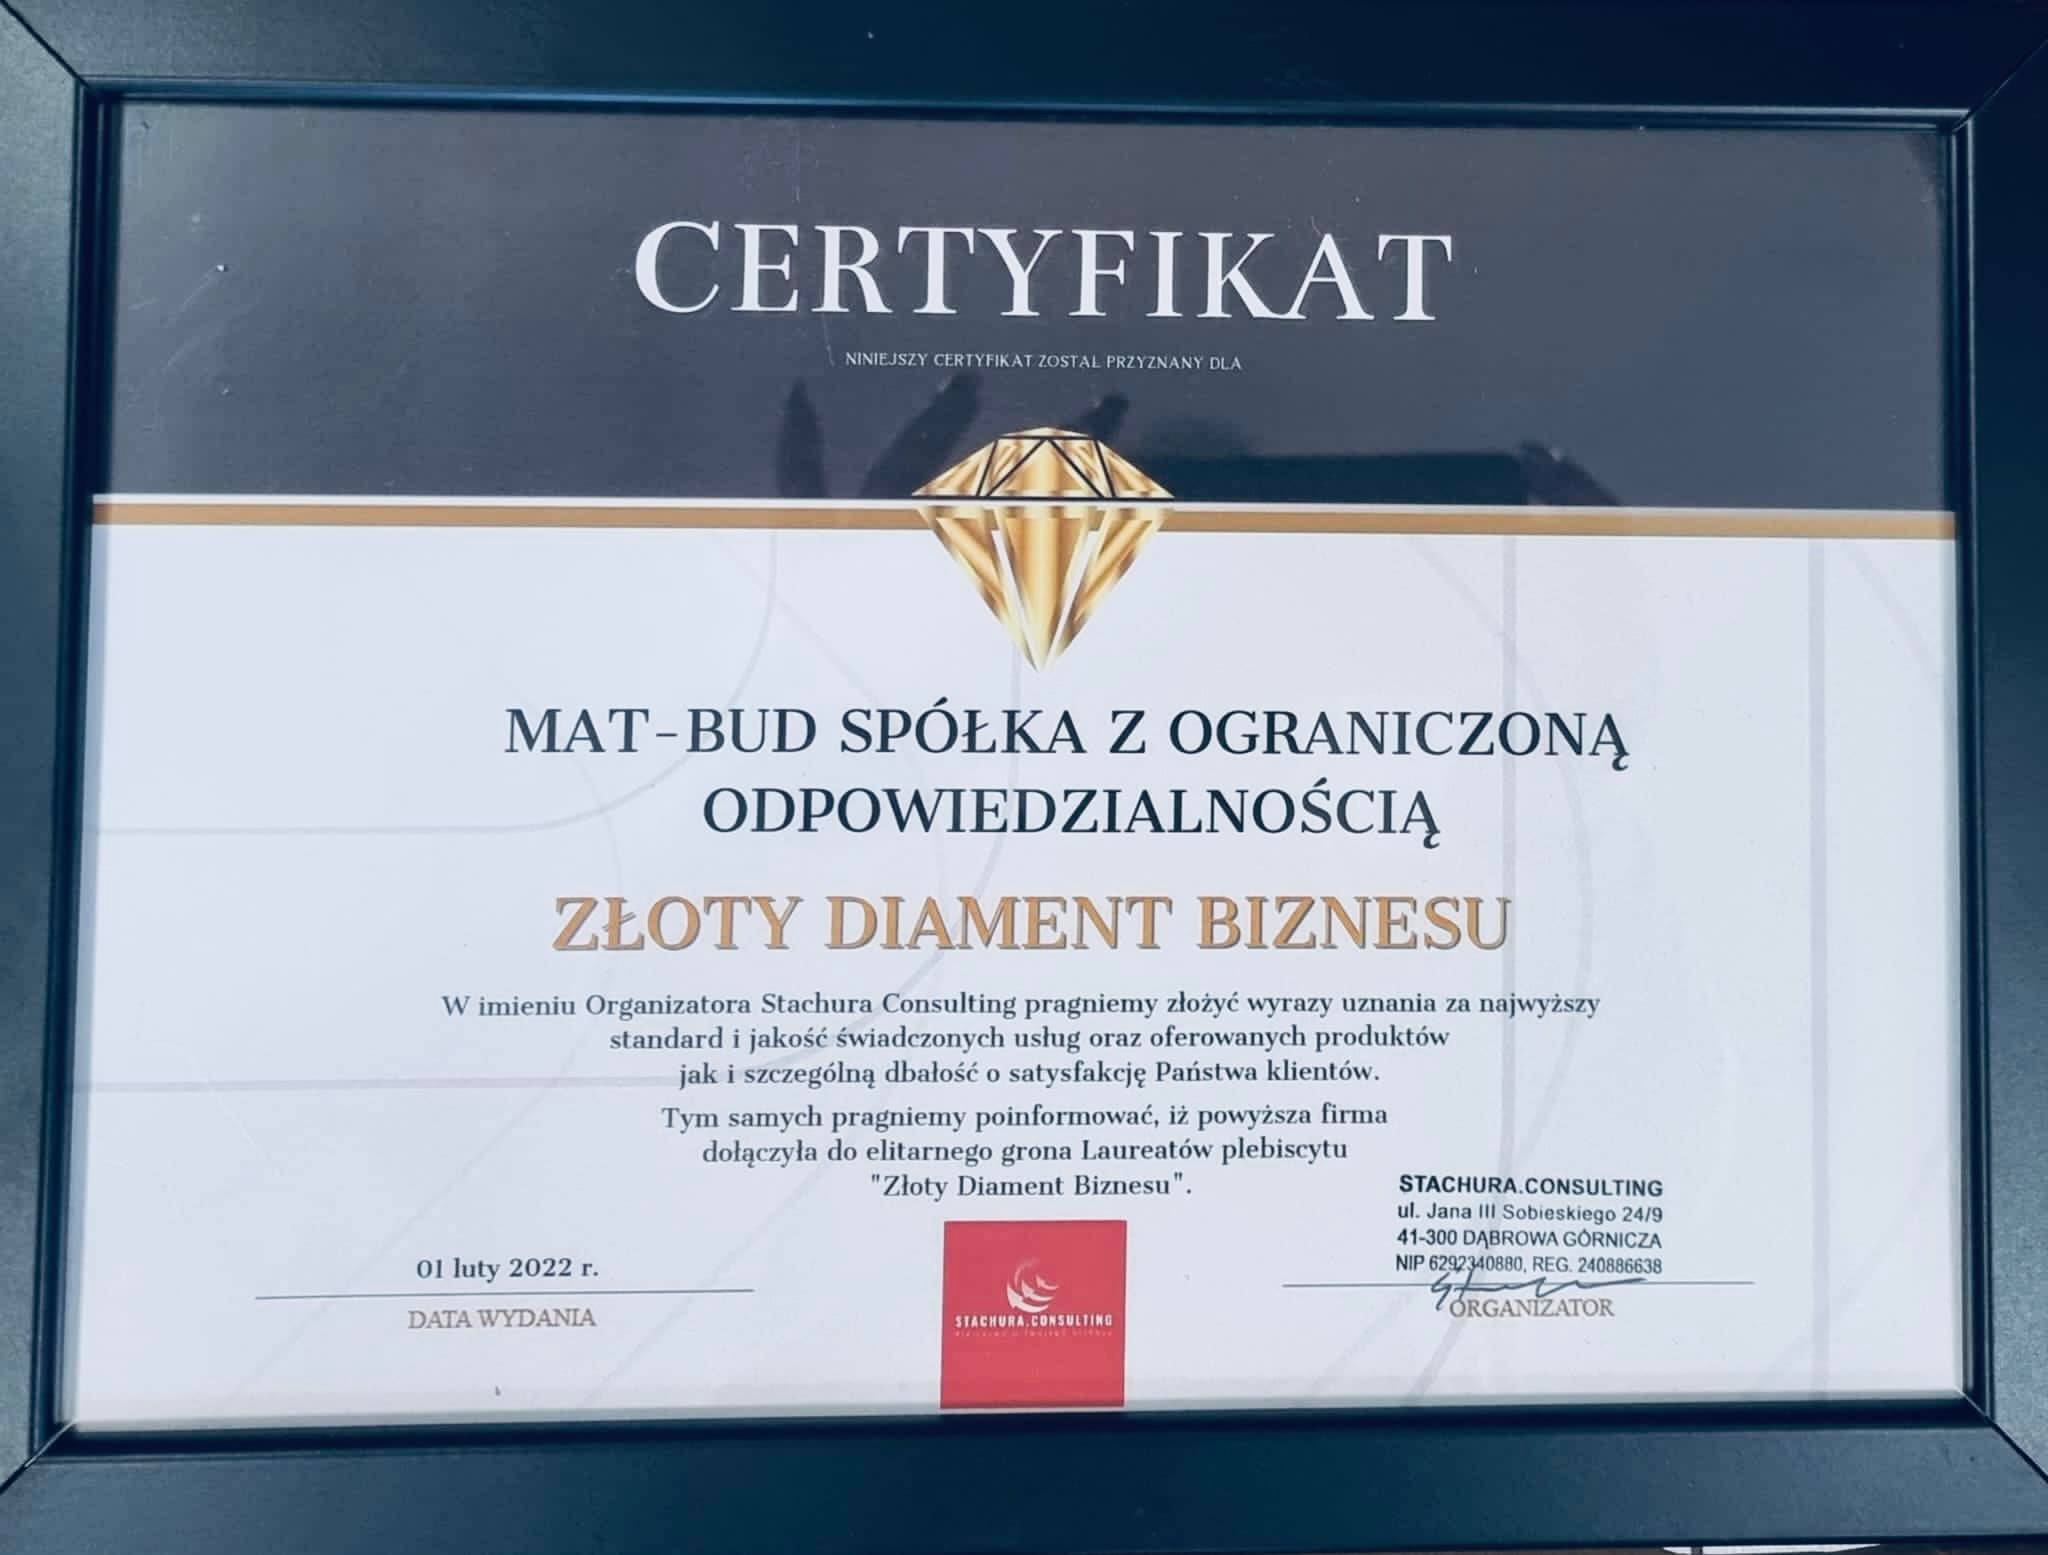 CERTYFIKAT
NINIEJSZY CERTYFIKAT ZOSTAŁ PRZYZNANY DLA
MAT-BUD SPÓŁKA Z OGRANICZONĄ
ODPOWIEDZIALNOŚCIĄ
ZŁOTY DIAMENT BIZNESU
W imieniu Organizatora Stachura Consulting pragniemy złożyć wyrazy uznania za najwyższy
standard i jakość świadczonych usług oraz oferowanych produktów
jak i szczególną dbałość o satysfakcję Państwa klientów.
Tym samych pragniemy poinformować, iż powyższa firma
dołączyła do elitarnego grona Laureatów plebiscytu
"Złoty Diament Biznesu".
01 luty 2022 r.
DATA WYDANIA
STACHURA.CONSULTING
STACHURA.CONSULTING
ul. Jana III Sobieskiego 24/9
41-300 DĄBROWA GÓRNICZA
NIP 6292340880, REG. 240886638
ORGANIZATOR